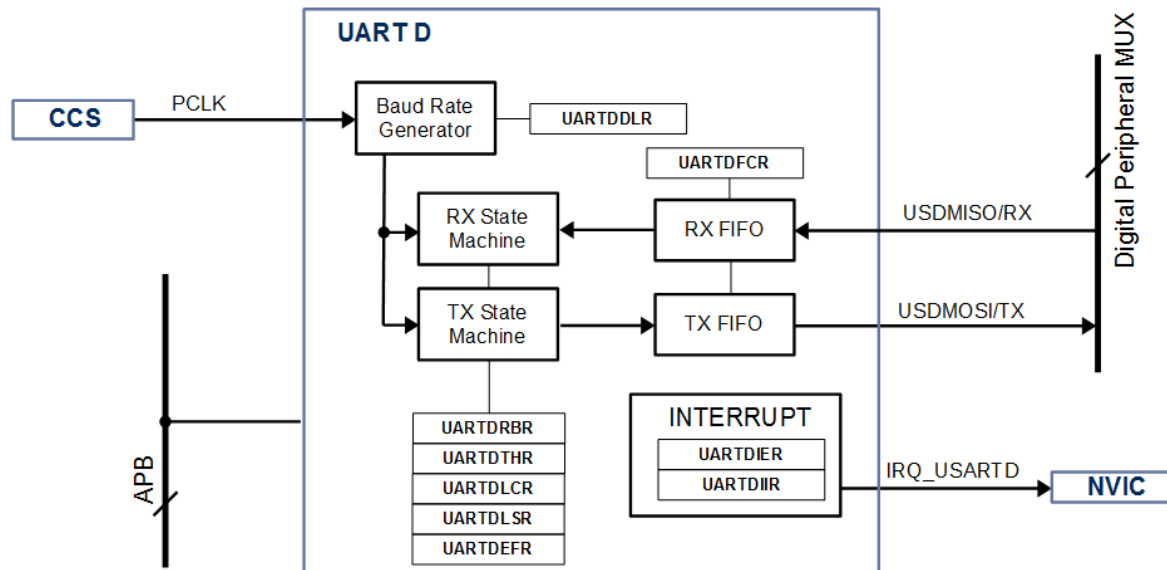 UART D
CCS
PCLK
Baud Rate
Generator
UARTDDLR
UARTDFCR
RX State
Machine
RX FIFO
USDMISO/RX
Digital Peripheral MUX
TX State
Machine
TX FIFO
USDMOSI/TX
APB
UARTDRBR
UARTDTHR
UARTDLCR
UARTDLSR
UARTDEFR
INTERRUPT
UARTDIER
UARTDIIR
IRQ_USARTD
NVIC